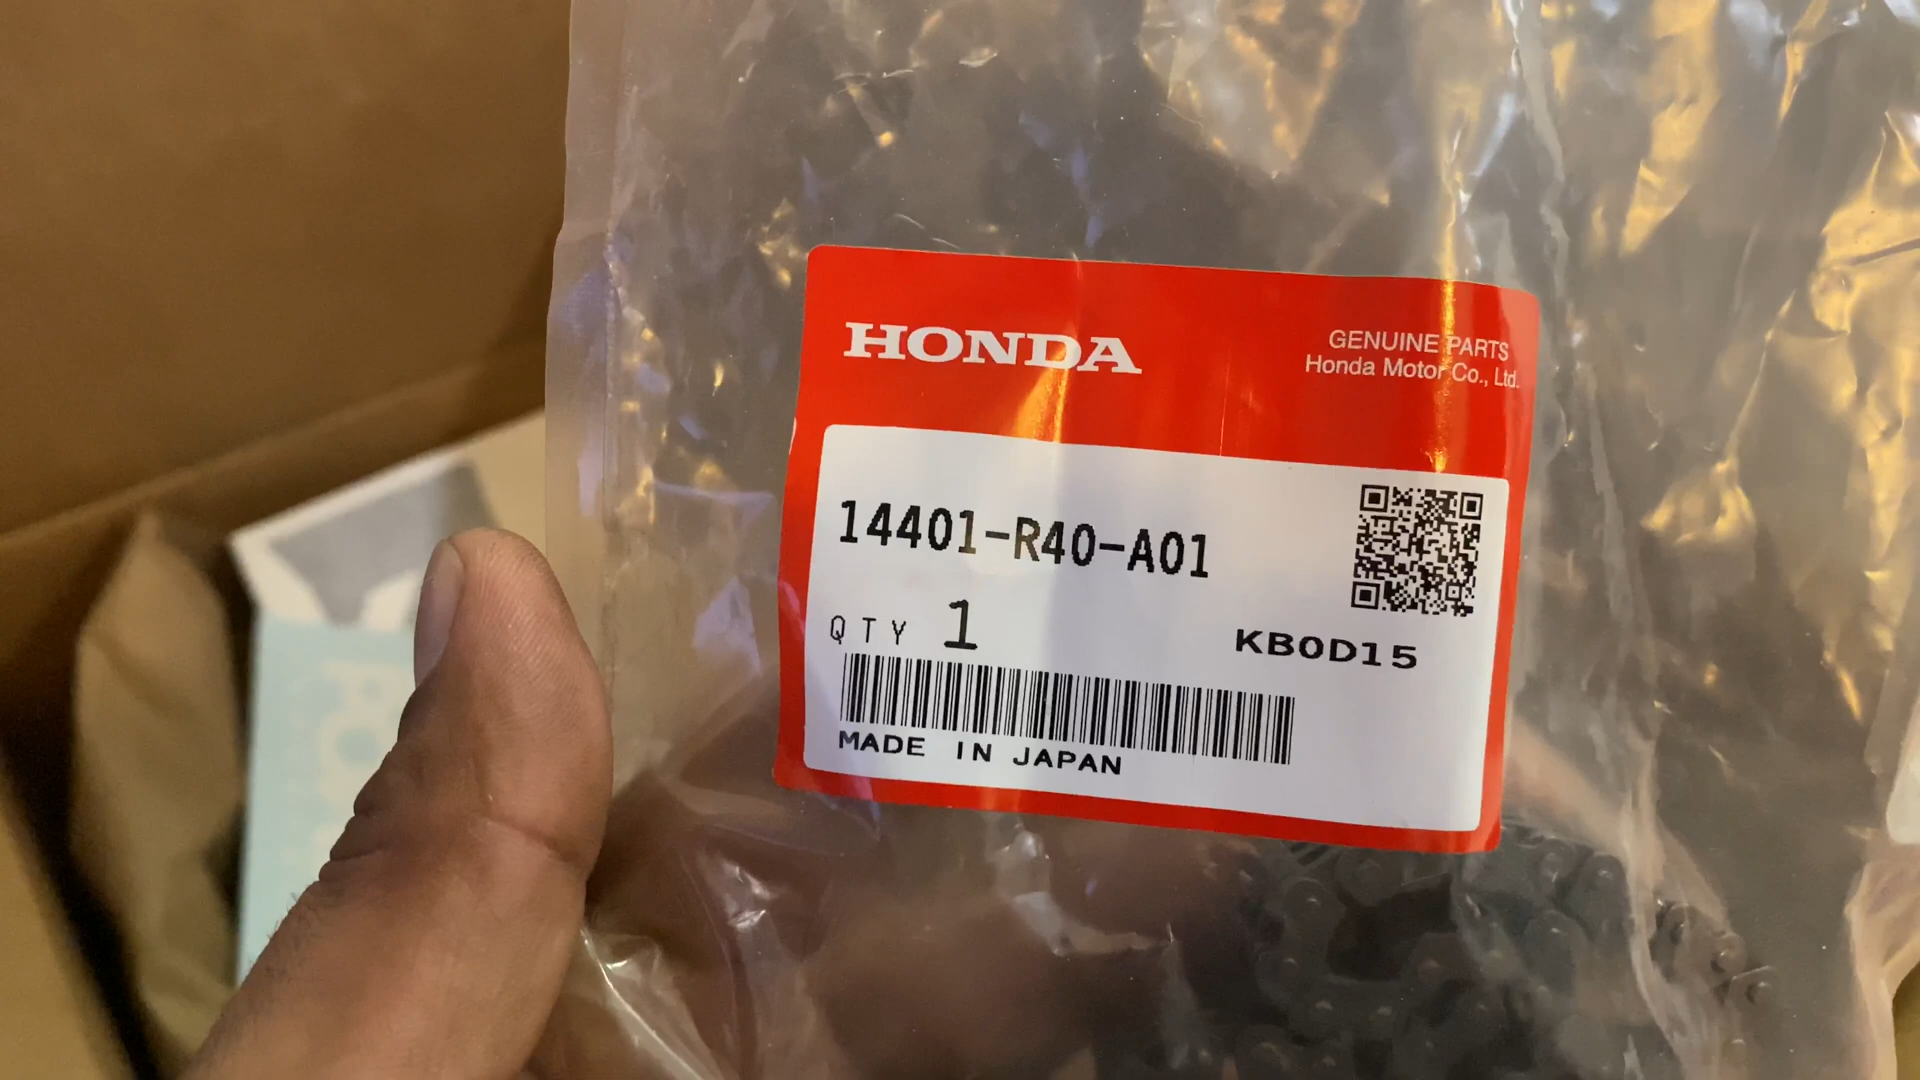 HONDA
GENUINE PARTS
Honda Motor Co., Ltd.
14401-R40-A01
QTY 1
KB0D15
MADE IN JAPAN